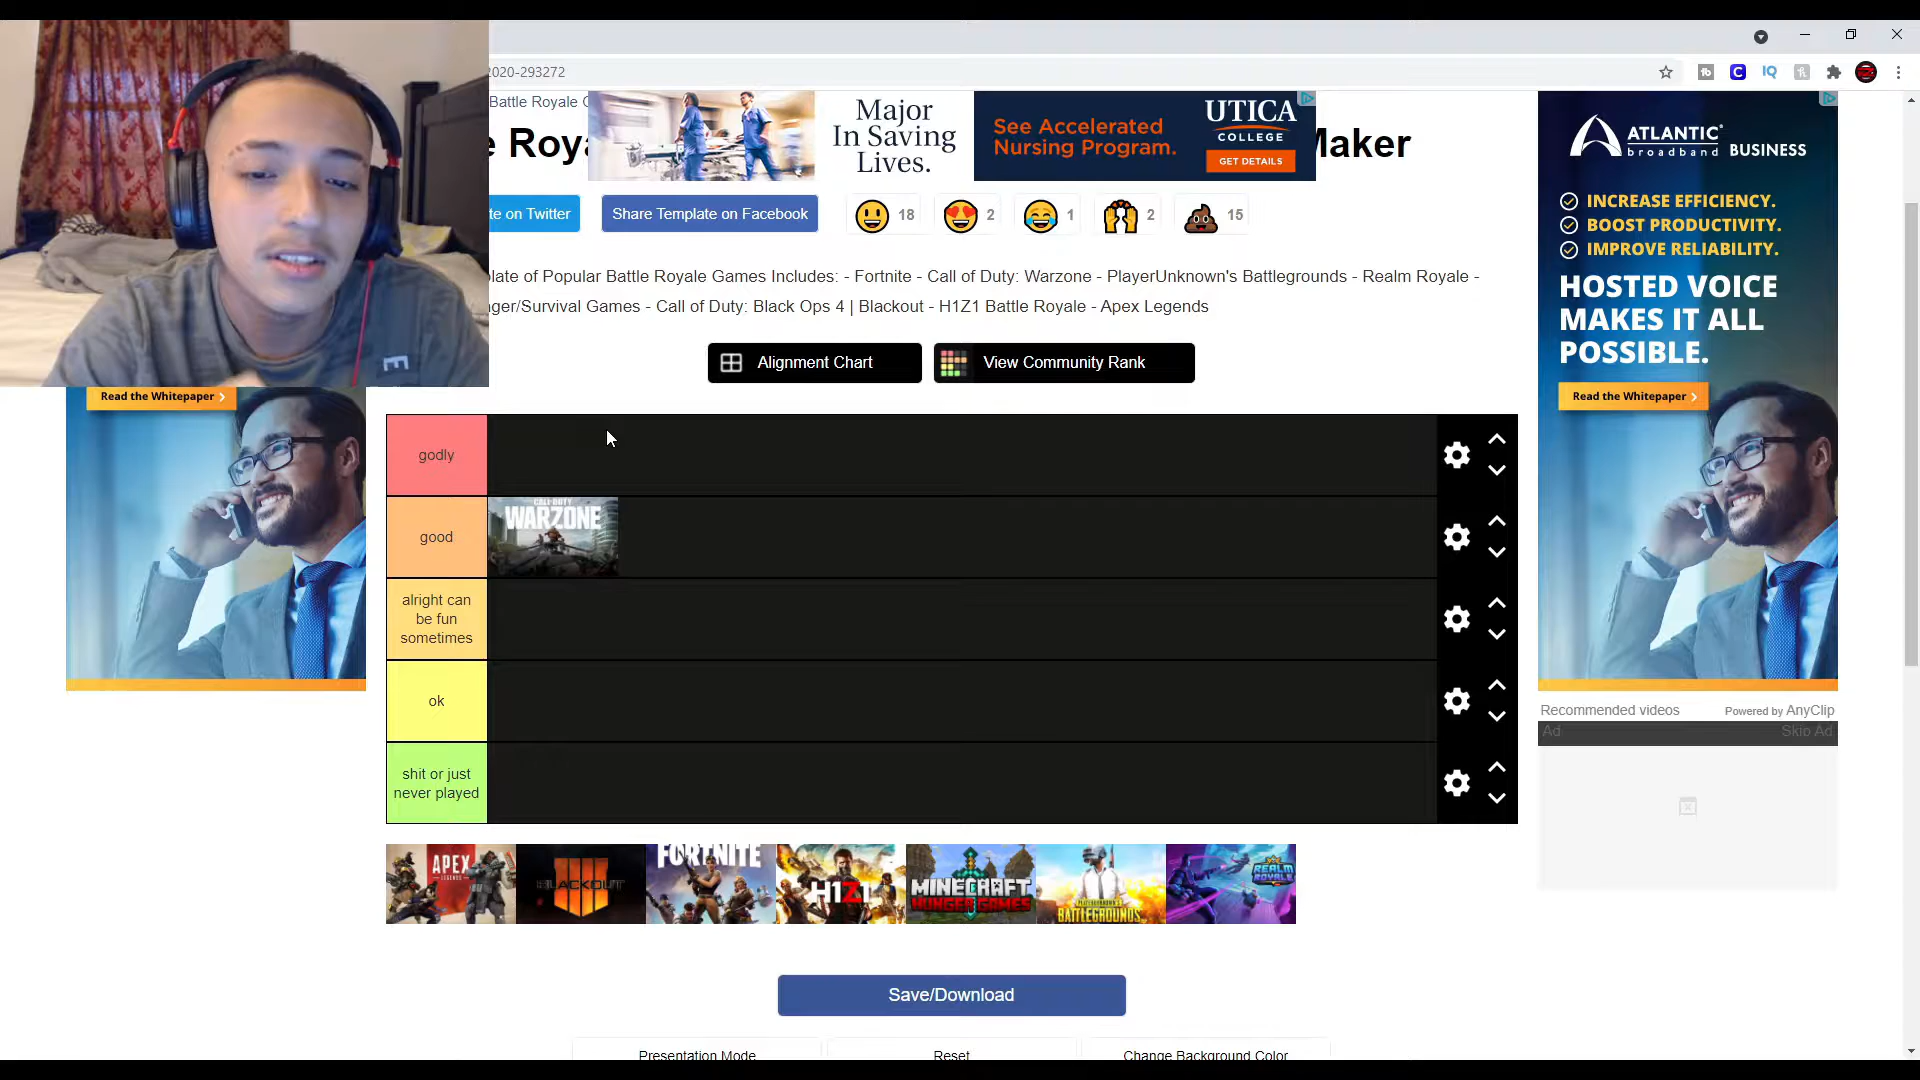 2020-293272
Battle Royale
e Roya
Maker
Major
In Saving
Lives.
See Accelerated
Nursing Program.
UTICA
COLLEGE
GET DETAILS
te on Twitter
Share Template on Facebook
18
2
1
2
15
plate of Popular Battle Royale Games Includes: - Fortnite - Call of Duty: Warzone - PlayerUnknown's Battlegrounds - Realm Royale -
nger/Survival Games - Call of Duty: Black Ops 4 | Blackout - H1Z1 Battle Royale - Apex Legends
Alignment Chart
View Community Rank
Read the Whitepaper
godly
good
CALL OF DUTY
WARZONE
alright can
be fun
sometimes
ok
shit or just
never played
APEX
LEGENDS
BLACKOUT
FORTNITE
H1Z1
MINECRAFT
HUNGER GAMES
PLAYERUNKNOWN'S
BATTLEGROUNDS
REALM
ROYALE
Save/Download
Presentation Mode
Reset
Change Background Color
ATLANTIC
broadband BUSINESS
INCREASE EFFICIENCY.
BOOST PRODUCTIVITY.
IMPROVE RELIABILITY.
HOSTED VOICE
MAKES IT ALL
POSSIBLE.
Read the Whitepaper
Recommended videos
Powered by AnyClip
Ad
Skip Ad
IQ
E